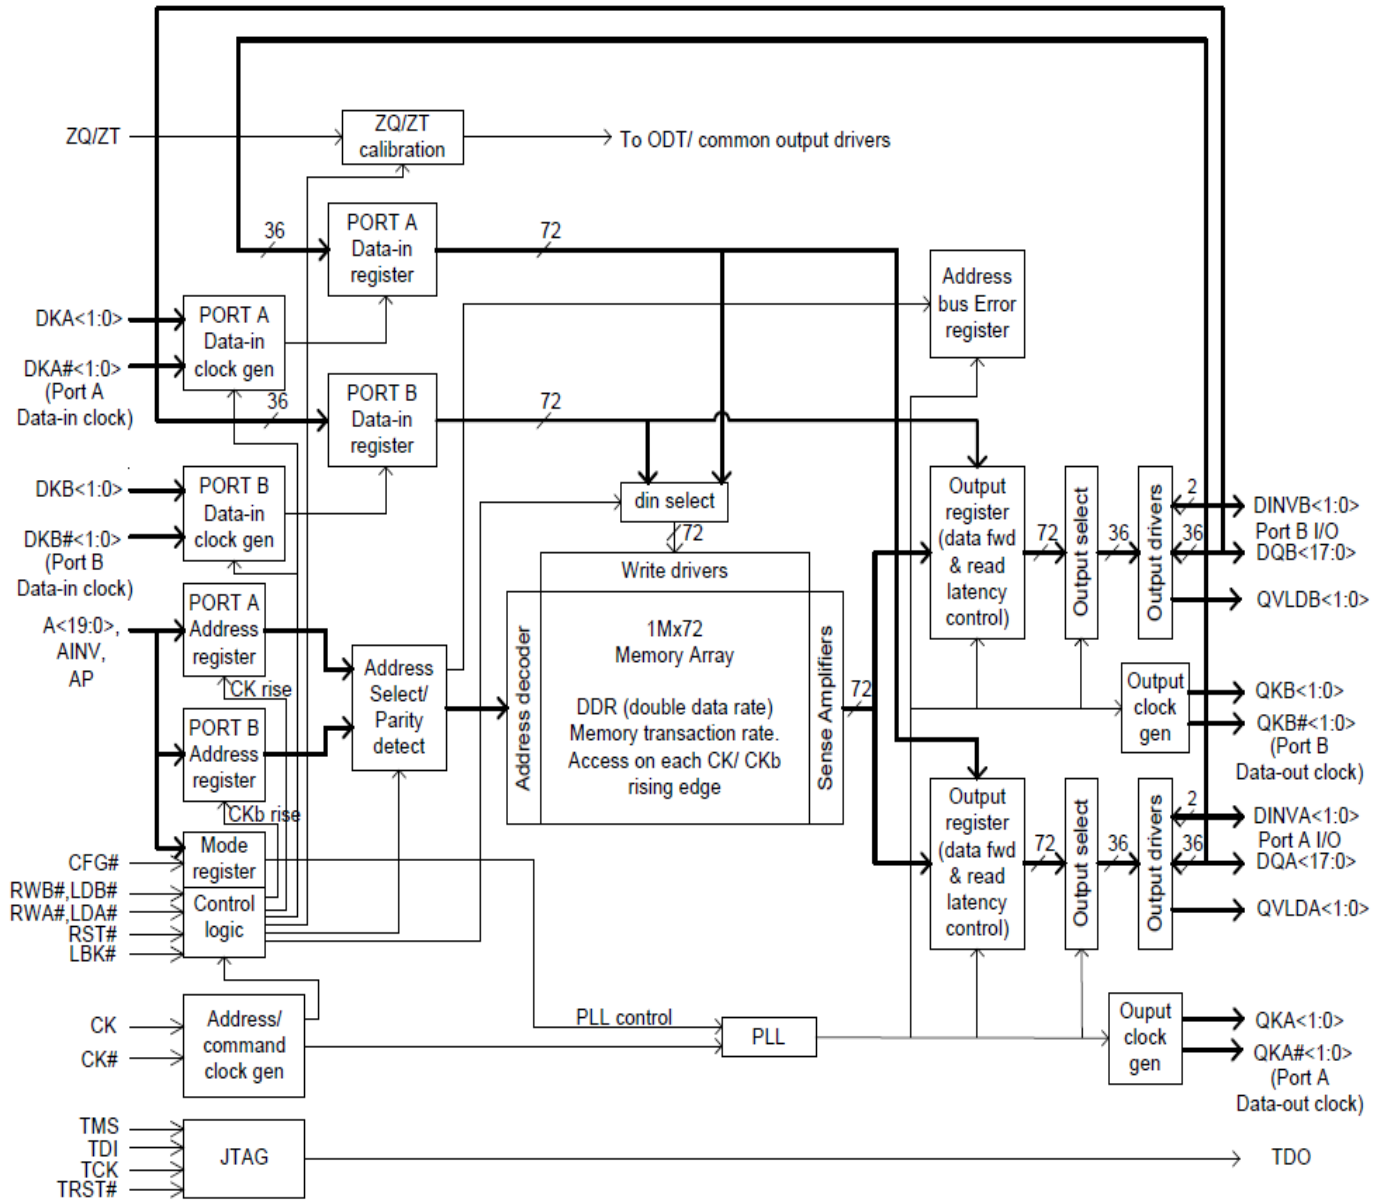 ZQ/ZT
ZQ/ZT
calibration
To ODT/ common output drivers
36
PORT A
Data-in
register
72
Address
bus Error
register
DKA<1:0>
DKA#<1:0>
(Port A
Data-in clock)
PORT A
Data-in
clock gen
36
PORT B
Data-in
register
72
DKB<1:0>
DKB#<1:0>
(Port B
Data-in clock)
PORT B
Data-in
clock gen
din select
72
Write drivers
Output
register
(data fwd
& read
latency
control)
72
Output select
36
Output drivers
2
36
DINVB<1:0>
Port B I/O
DQB<17:0>
QVLDB<1:0>
A<19:0>,
AINV,
AP
PORT A
Address
register
CK rise
PORT B
Address
register
CKb rise
Address
Select/
Parity
detect
Address decoder
1Mx72
Memory Array
DDR (double data rate)
Memory transaction rate.
Access on each CK/ CKb
rising edge
Sense Amplifiers
72
Output
clock
gen
QKB<1:0>
QKB#<1:0>
(Port B
Data-out clock)
Output
register
(data fwd
& read
latency
control)
72
Output select
36
Output drivers
2
36
DINVA<1:0>
Port A I/O
DQA<17:0>
QVLDA<1:0>
CFG#
RWB#,LDB#
RWA#,LDA#
RST#
LBK#
Mode
register
Control
logic
CK
CK#
Address/
command
clock gen
PLL control
PLL
Ouput
clock
gen
QKA<1:0>
QKA#<1:0>
(Port A
Data-out clock)
TMS
TDI
TCK
TRST#
JTAG
TDO